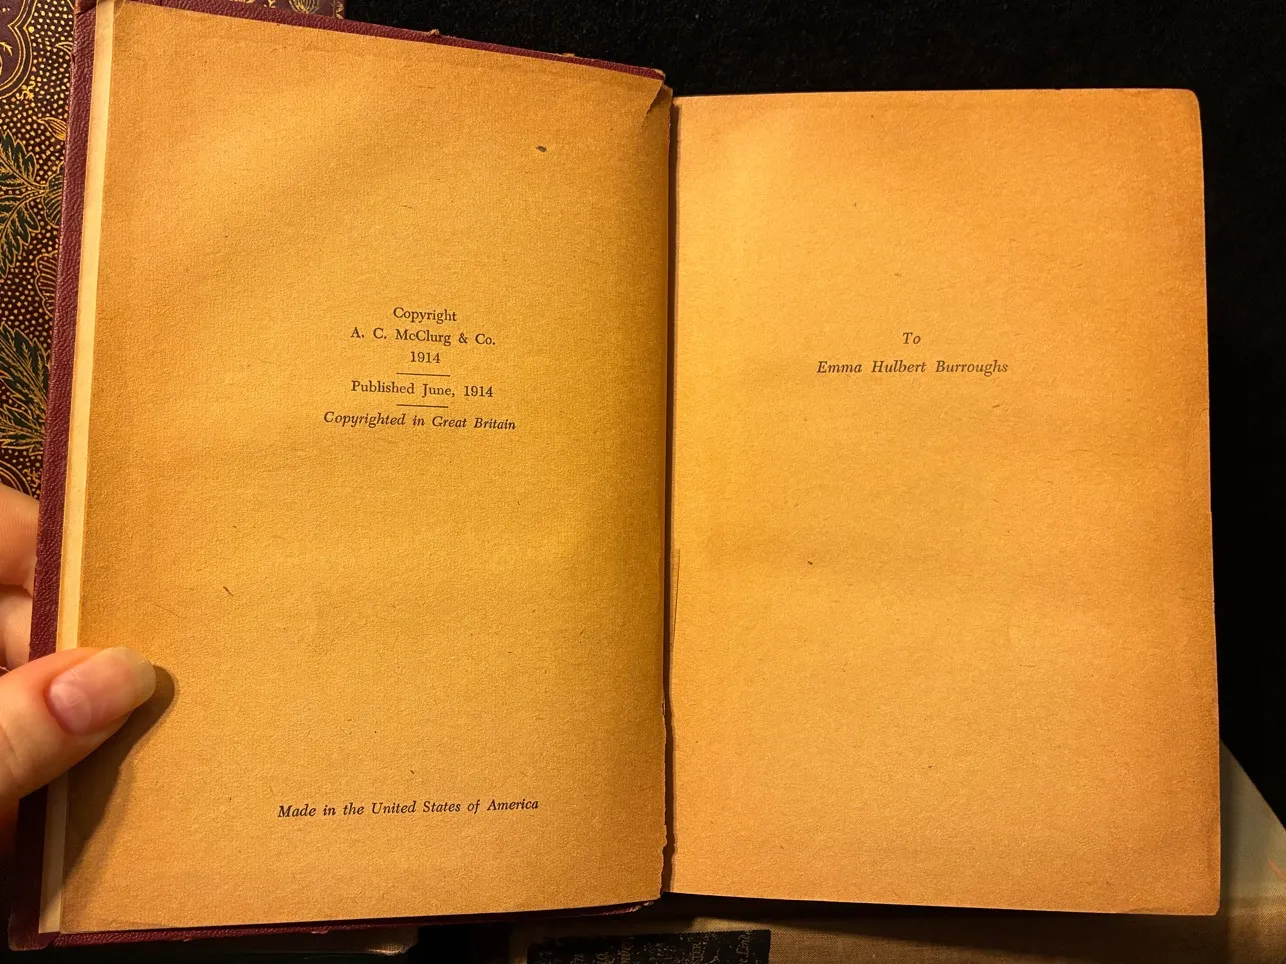 Copyright
A. C. McClurg & Co.
1914
Published June, 1914
Copyrighted in Great Britain
Made in the United States of America
To
Emma Hulbert Burroughs